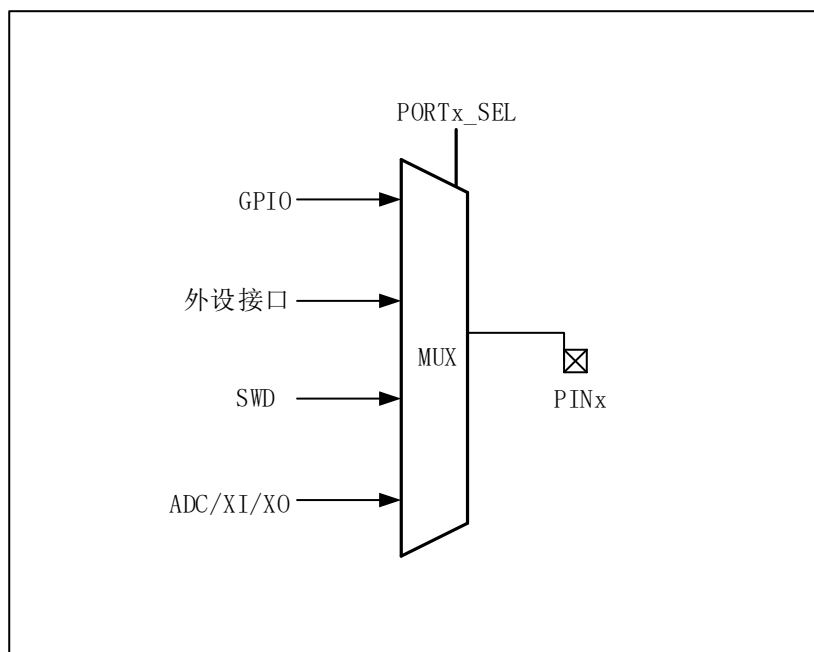 PORTx_SEL
GPIO
外设接口
MUX
SWD
PINx
ADC/XI/XO